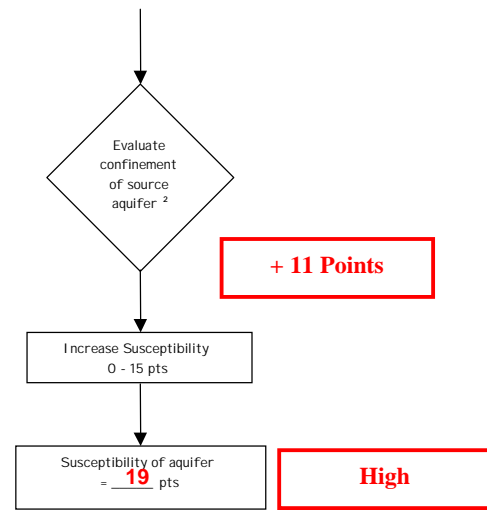 Evaluate
confinement
of source
aquifer ²
+ 11 Points
Increase Susceptibility
0 - 15 pts
Susceptibility of aquifer
= 19 pts
High